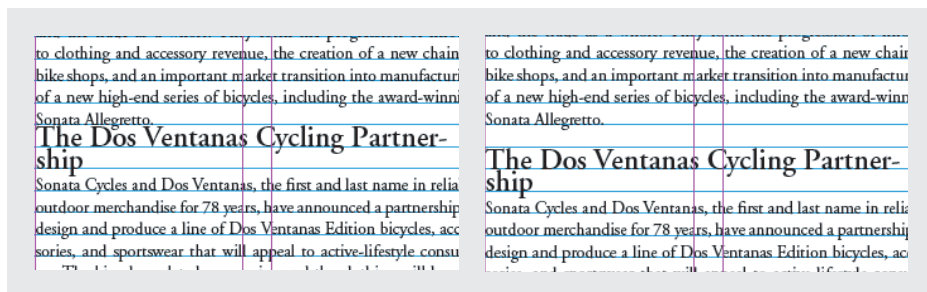 to clothing and accessory revenue, the creation of a new chain
bike shops, and an important market transition into manufacturi
of a new high-end series of bicycles, including the award-winni
Sonata Allegretto.
The Dos Ventanas Cycling Partner-
ship
Sonata Cycles and Dos Ventanas, the first and last name in relia
outdoor merchandise for 78 years, have announced a partnership
design and produce a line of Dos Ventanas Edition bicycles, acc
sories, and sportswear that will appeal to active-lifestyle consu
to clothing and accessory revenue, the creation of a new chain
bike shops, and an important market transition into manufactur
of a new high-end series of bicycles, including the award-winn
Sonata Allegretto.
The Dos Ventanas Cycling Partner-
ship
Sonata Cycles and Dos Ventanas, the first and last name in relia
outdoor merchandise for 78 years, have announced a partnership
design and produce a line of Dos Ventanas Edition bicycles, acc